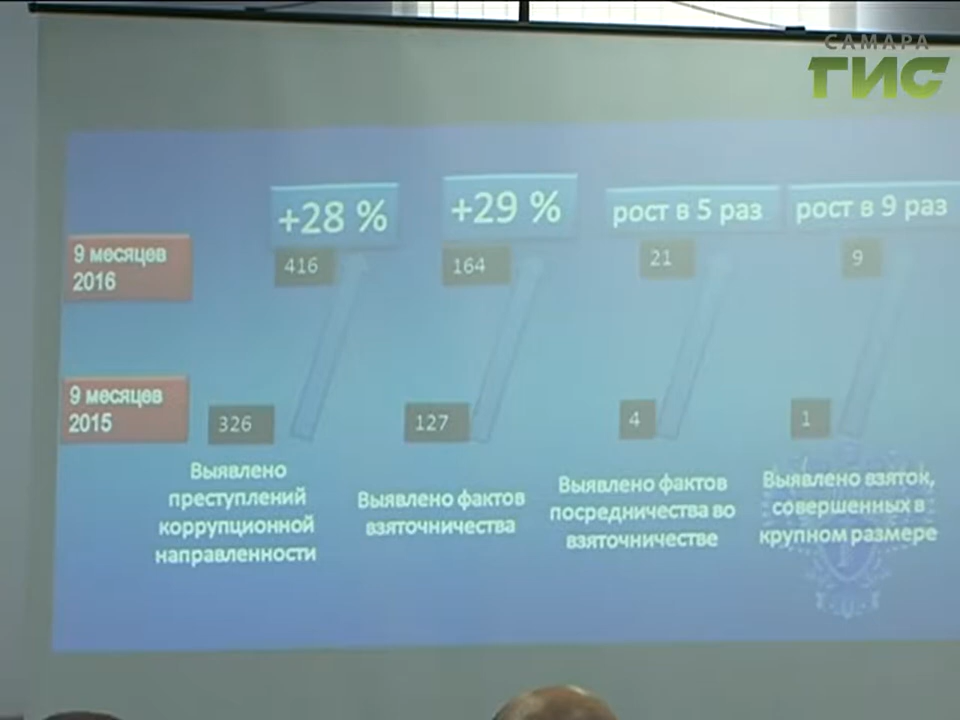 САМАРА
ГИС
+28 %
+29 %
рост в 5 раз
рост в 9 раз
9 месяцев
2016
416
164
21
9
9 месяцев
2015
326
127
4
1
Выявлено
преступлений
коррупционной
направленности
Выявлено фактов
взяточничества
Выявлено фактов
посредничества во
взяточничестве
Выявлено взяток,
совершенных в
крупном размере